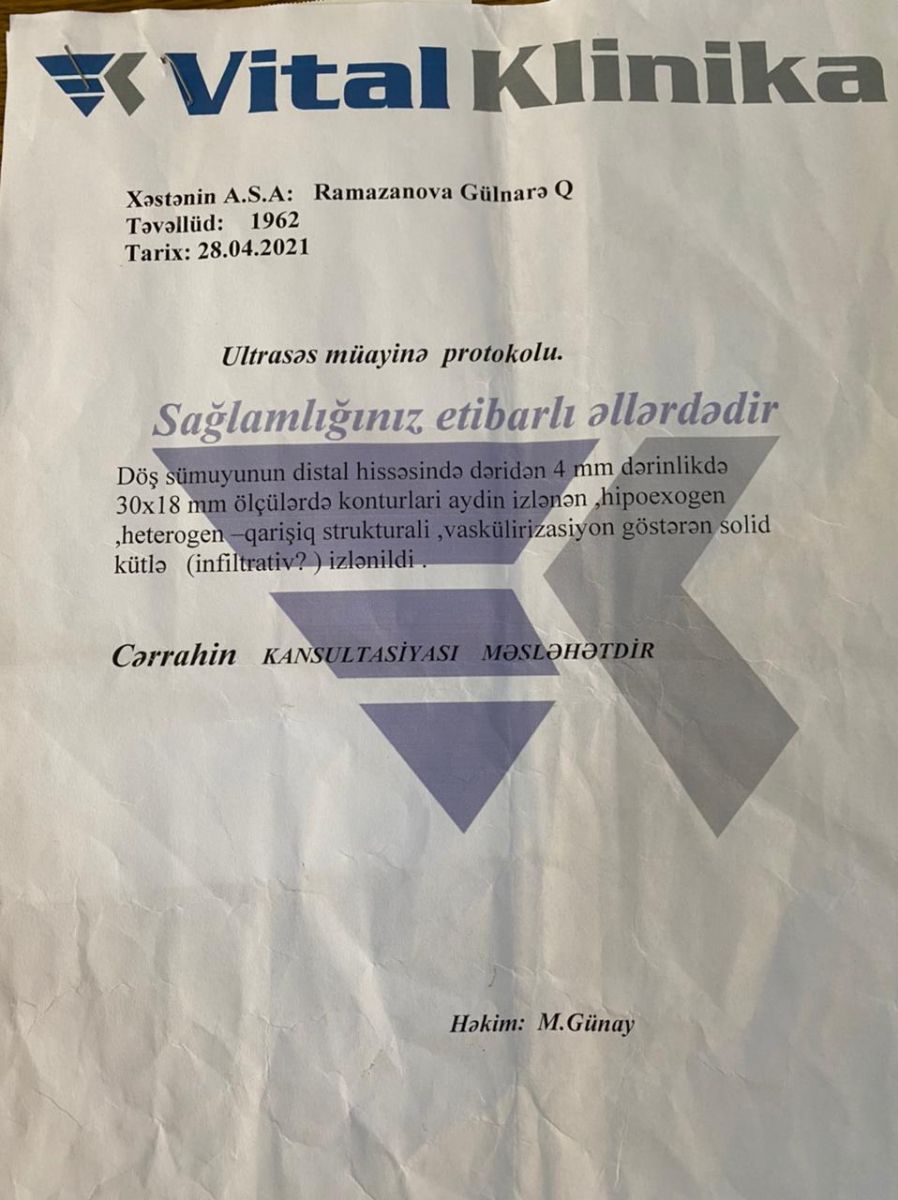 Vital Klinika
Xəstənin A.S.A: Ramazanova Gülnarə Q
Təvəllüd: 1962
Tarix: 28.04.2021
Ultrasəs müayinə protokolu.
Sağlamlığınız etibarlı əllərdədir
Döş sümuyunun distal hissəsində dəridən 4 mm dərinlikdə
30x18 mm ölçülərdə konturlari aydin izlənən ,hipoexogen
,heterogen –qarişiq strukturali ,vaskülirizasiyon göstərən solid
kütlə (infiltrativ? ) izlənildi .
Cərrahin KANSULTASİYASI MƏSLƏHƏTDİR
Həkim: M.Günay